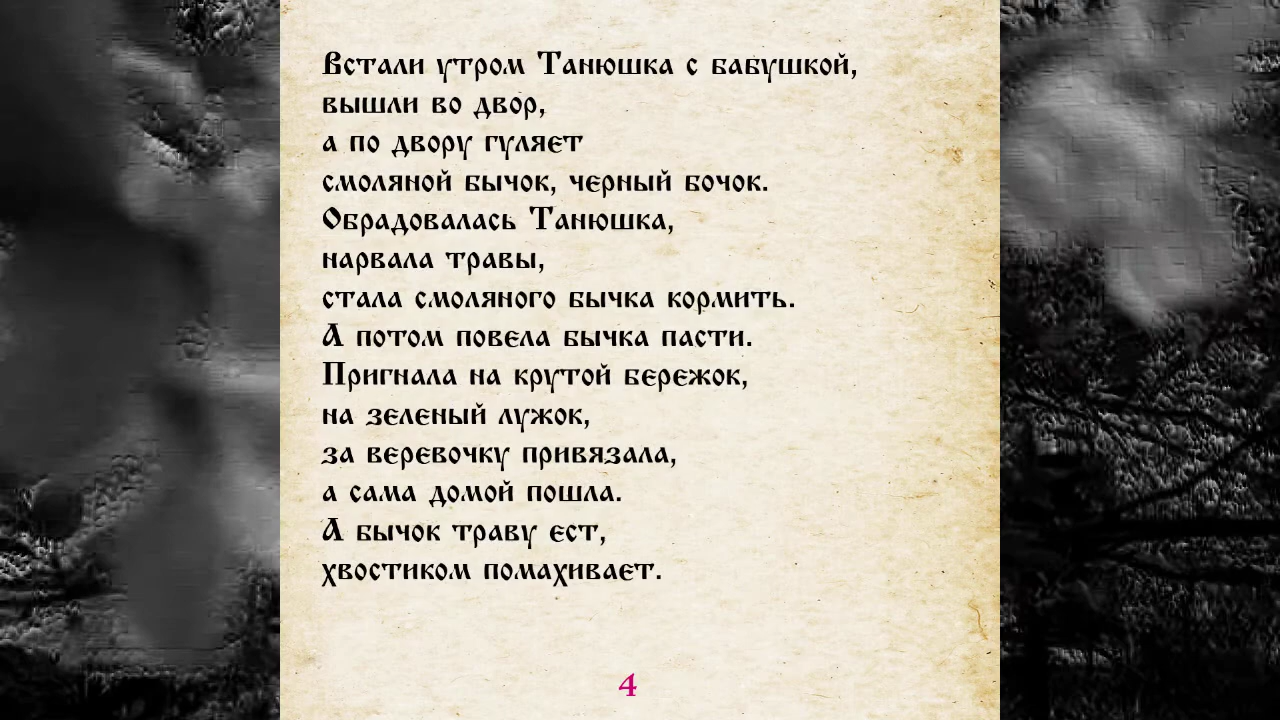 Встали утром Танюшка с бабушкой,
вышли во двор,
а по двору гуляет
смоляной бычок, черный бочок.
Обрадовалась Танюшка,
нарвала травы,
стала смоляного бычка кормить.
А потом повела бычка пасти.
Пригнала на крутой бережок,
на зеленый лужок,
за веревочку привязала,
а сама домой пошла.
А бычок траву ест,
хвостиком помахивает.
4